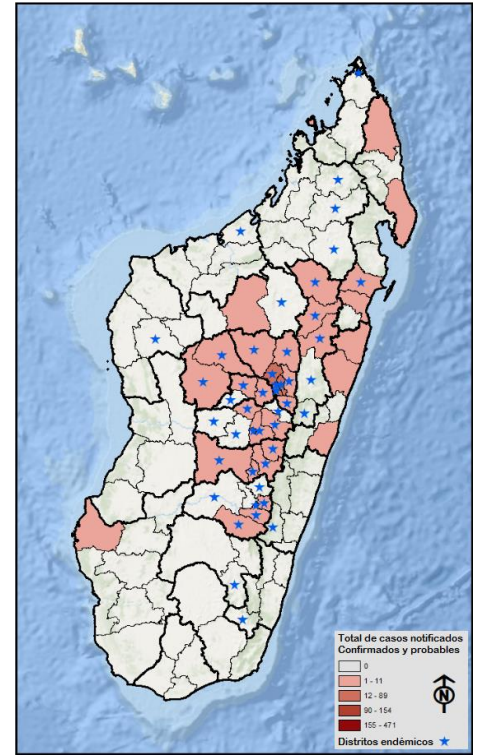 Total de casos notificados
Confirmados y probables
0
1 - 11
12 - 89
90 - 154
155 - 471
N
Distritos endémicos